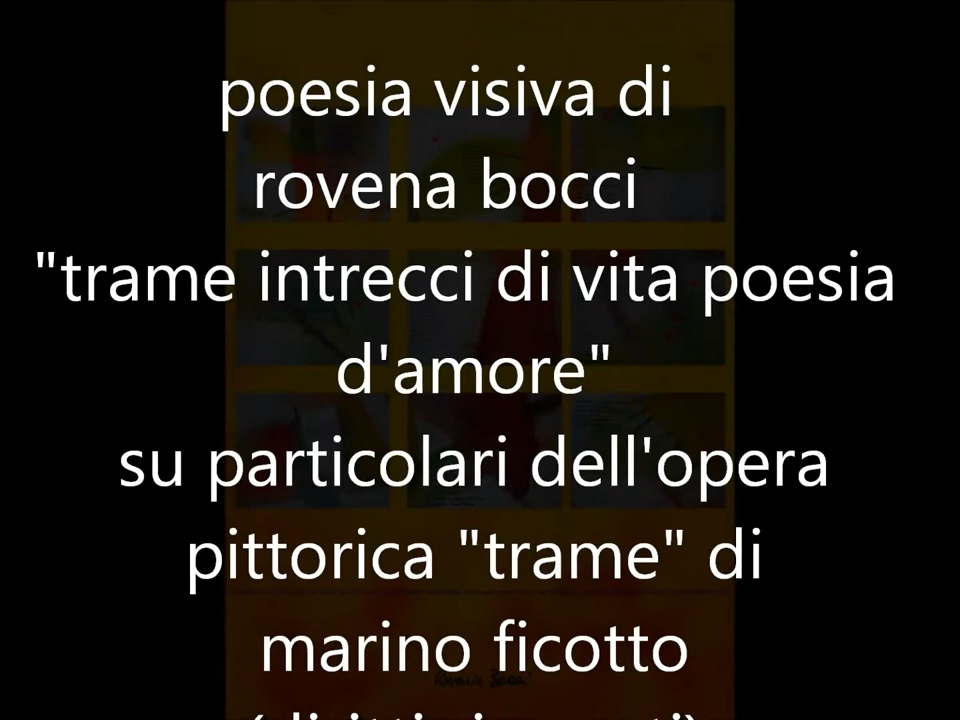 poesia visiva di
rovena bocci
"trame intrecci di vita poesia
d'amore"
su particolari dell'opera
pittorica "trame" di
marino ficotto